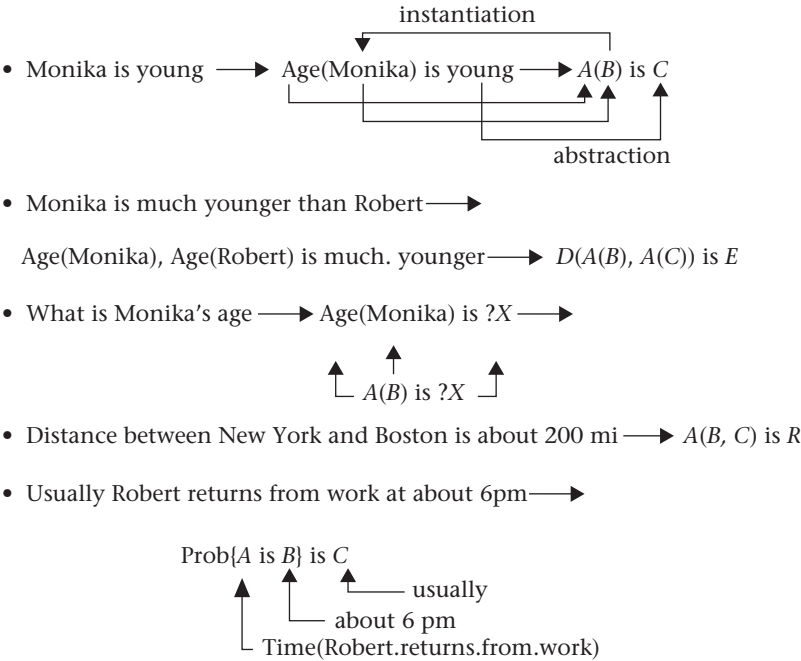 instantiation
• Monika is young → Age(Monika) is young → A(B) is C
abstraction
• Monika is much younger than Robert →
Age(Monika), Age(Robert) is much. younger → D(A(B), A(C)) is E
• What is Monika’s age → Age(Monika) is ?X →
A(B) is ?X
• Distance between New York and Boston is about 200 mi → A(B, C) is R
• Usually Robert returns from work at about 6pm →
Prob{A is B} is C
usually
about 6 pm
Time(Robert.returns.from.work)